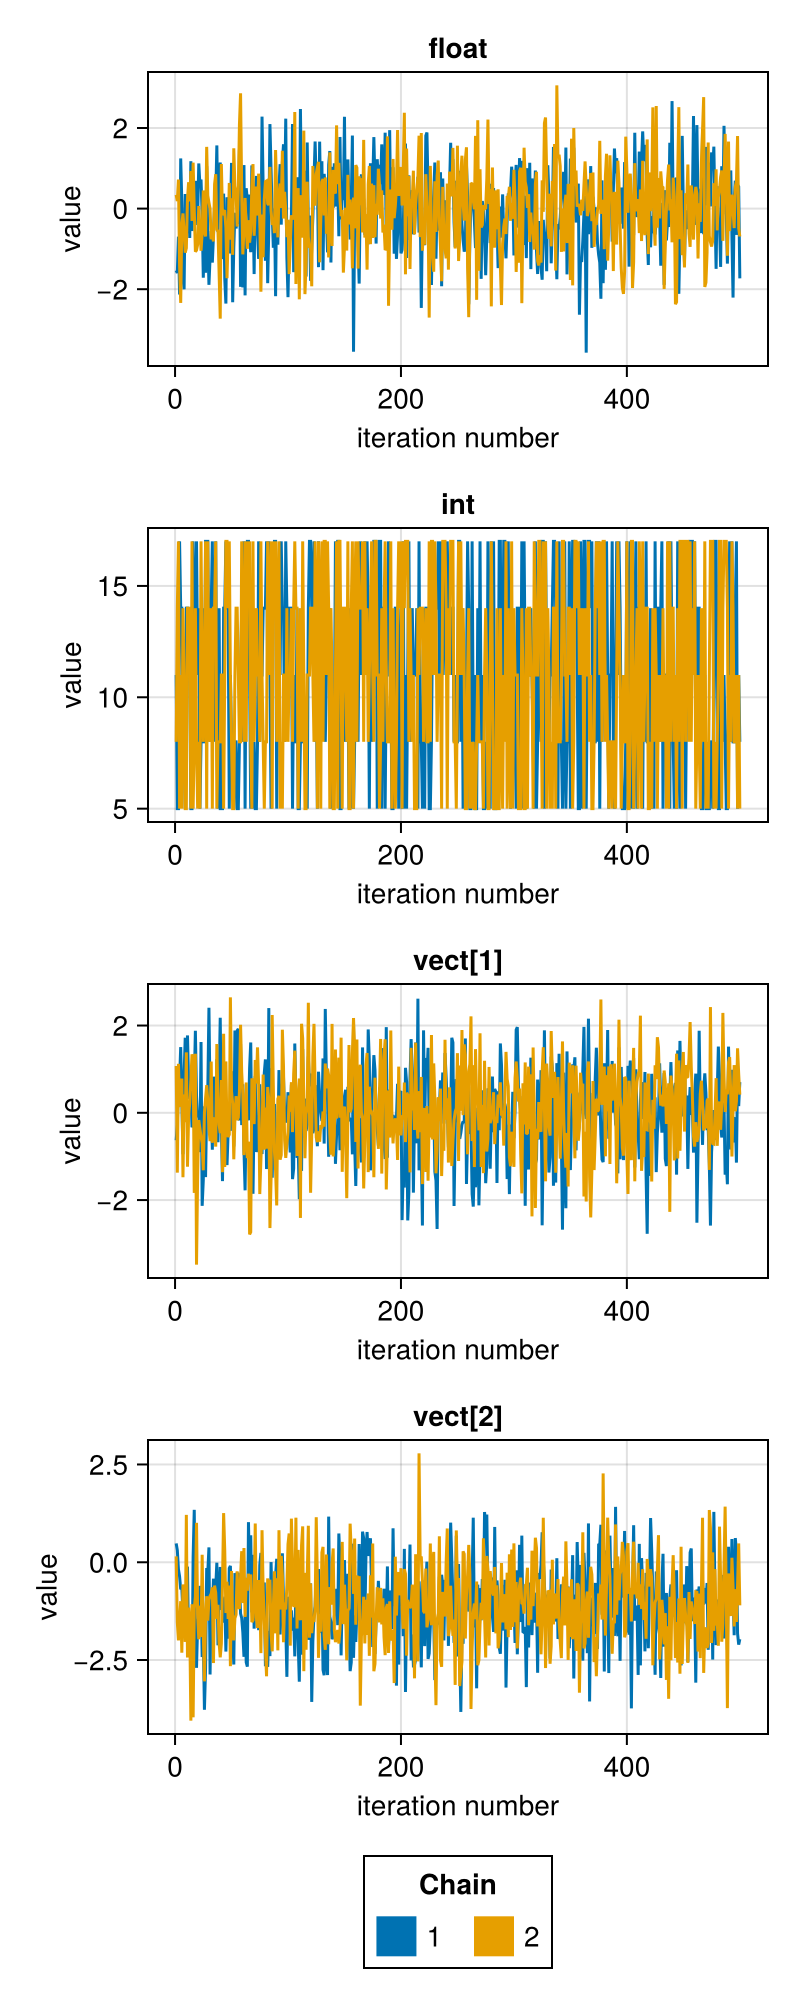 float
2
0
−2
value
0 200 400
iteration number
int
15
10
5
value
0 200 400
iteration number
vect[1]
2
0
−2
value
0 200 400
iteration number
vect[2]
2.5
0.0
−2.5
value
0 200 400
iteration number
Chain
1 2